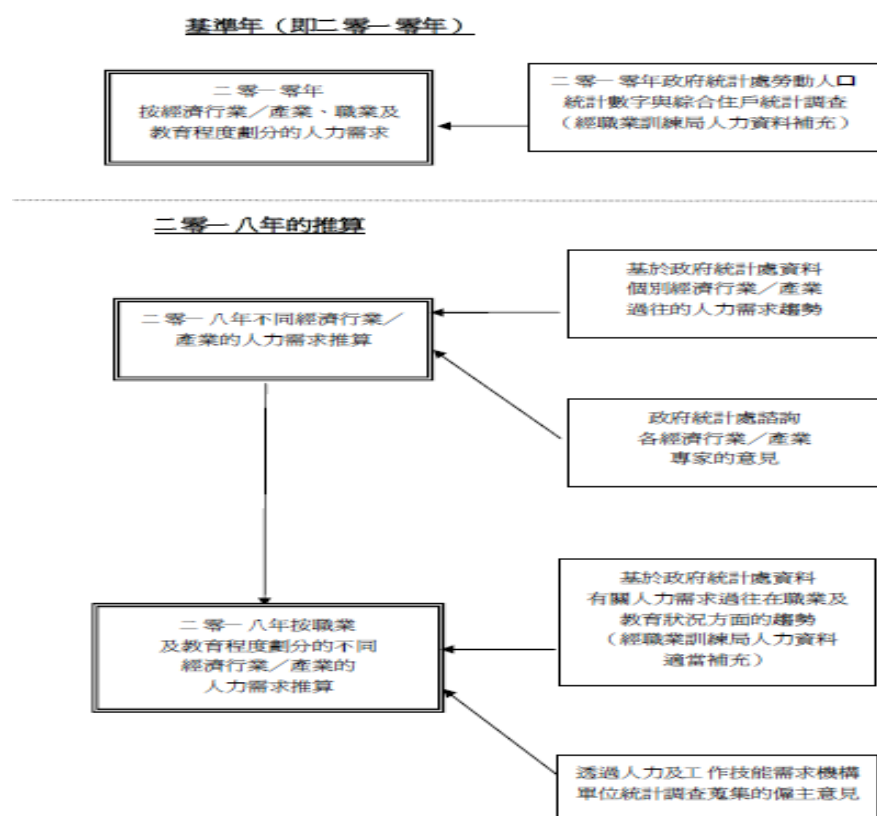 基準年（即二零一零年）
二零一零年
按經濟行業／產業、職業及
教育程度劃分的人力需求
二零一零年政府統計處勞動人口
統計數字與綜合住戶統計調查
（經職業訓練局人力資料補充）
二零一八年的推算
二零一八年不同經濟行業／
產業的人力需求推算
基於政府統計處資料
個別經濟行業／產業
過往的人力需求趨勢
政府統計處諮詢
各經濟行業／產業
專家的意見
二零一八年按職業
及教育程度劃分的不同
經濟行業／產業的
人力需求推算
基於政府統計處資料
有關人力需求過往在職業及
教育狀況方面的趨勢
（經職業訓練局人力資料
適當補充）
透過人力及工作技能需求機構
單位統計調查蒐集的僱主意見